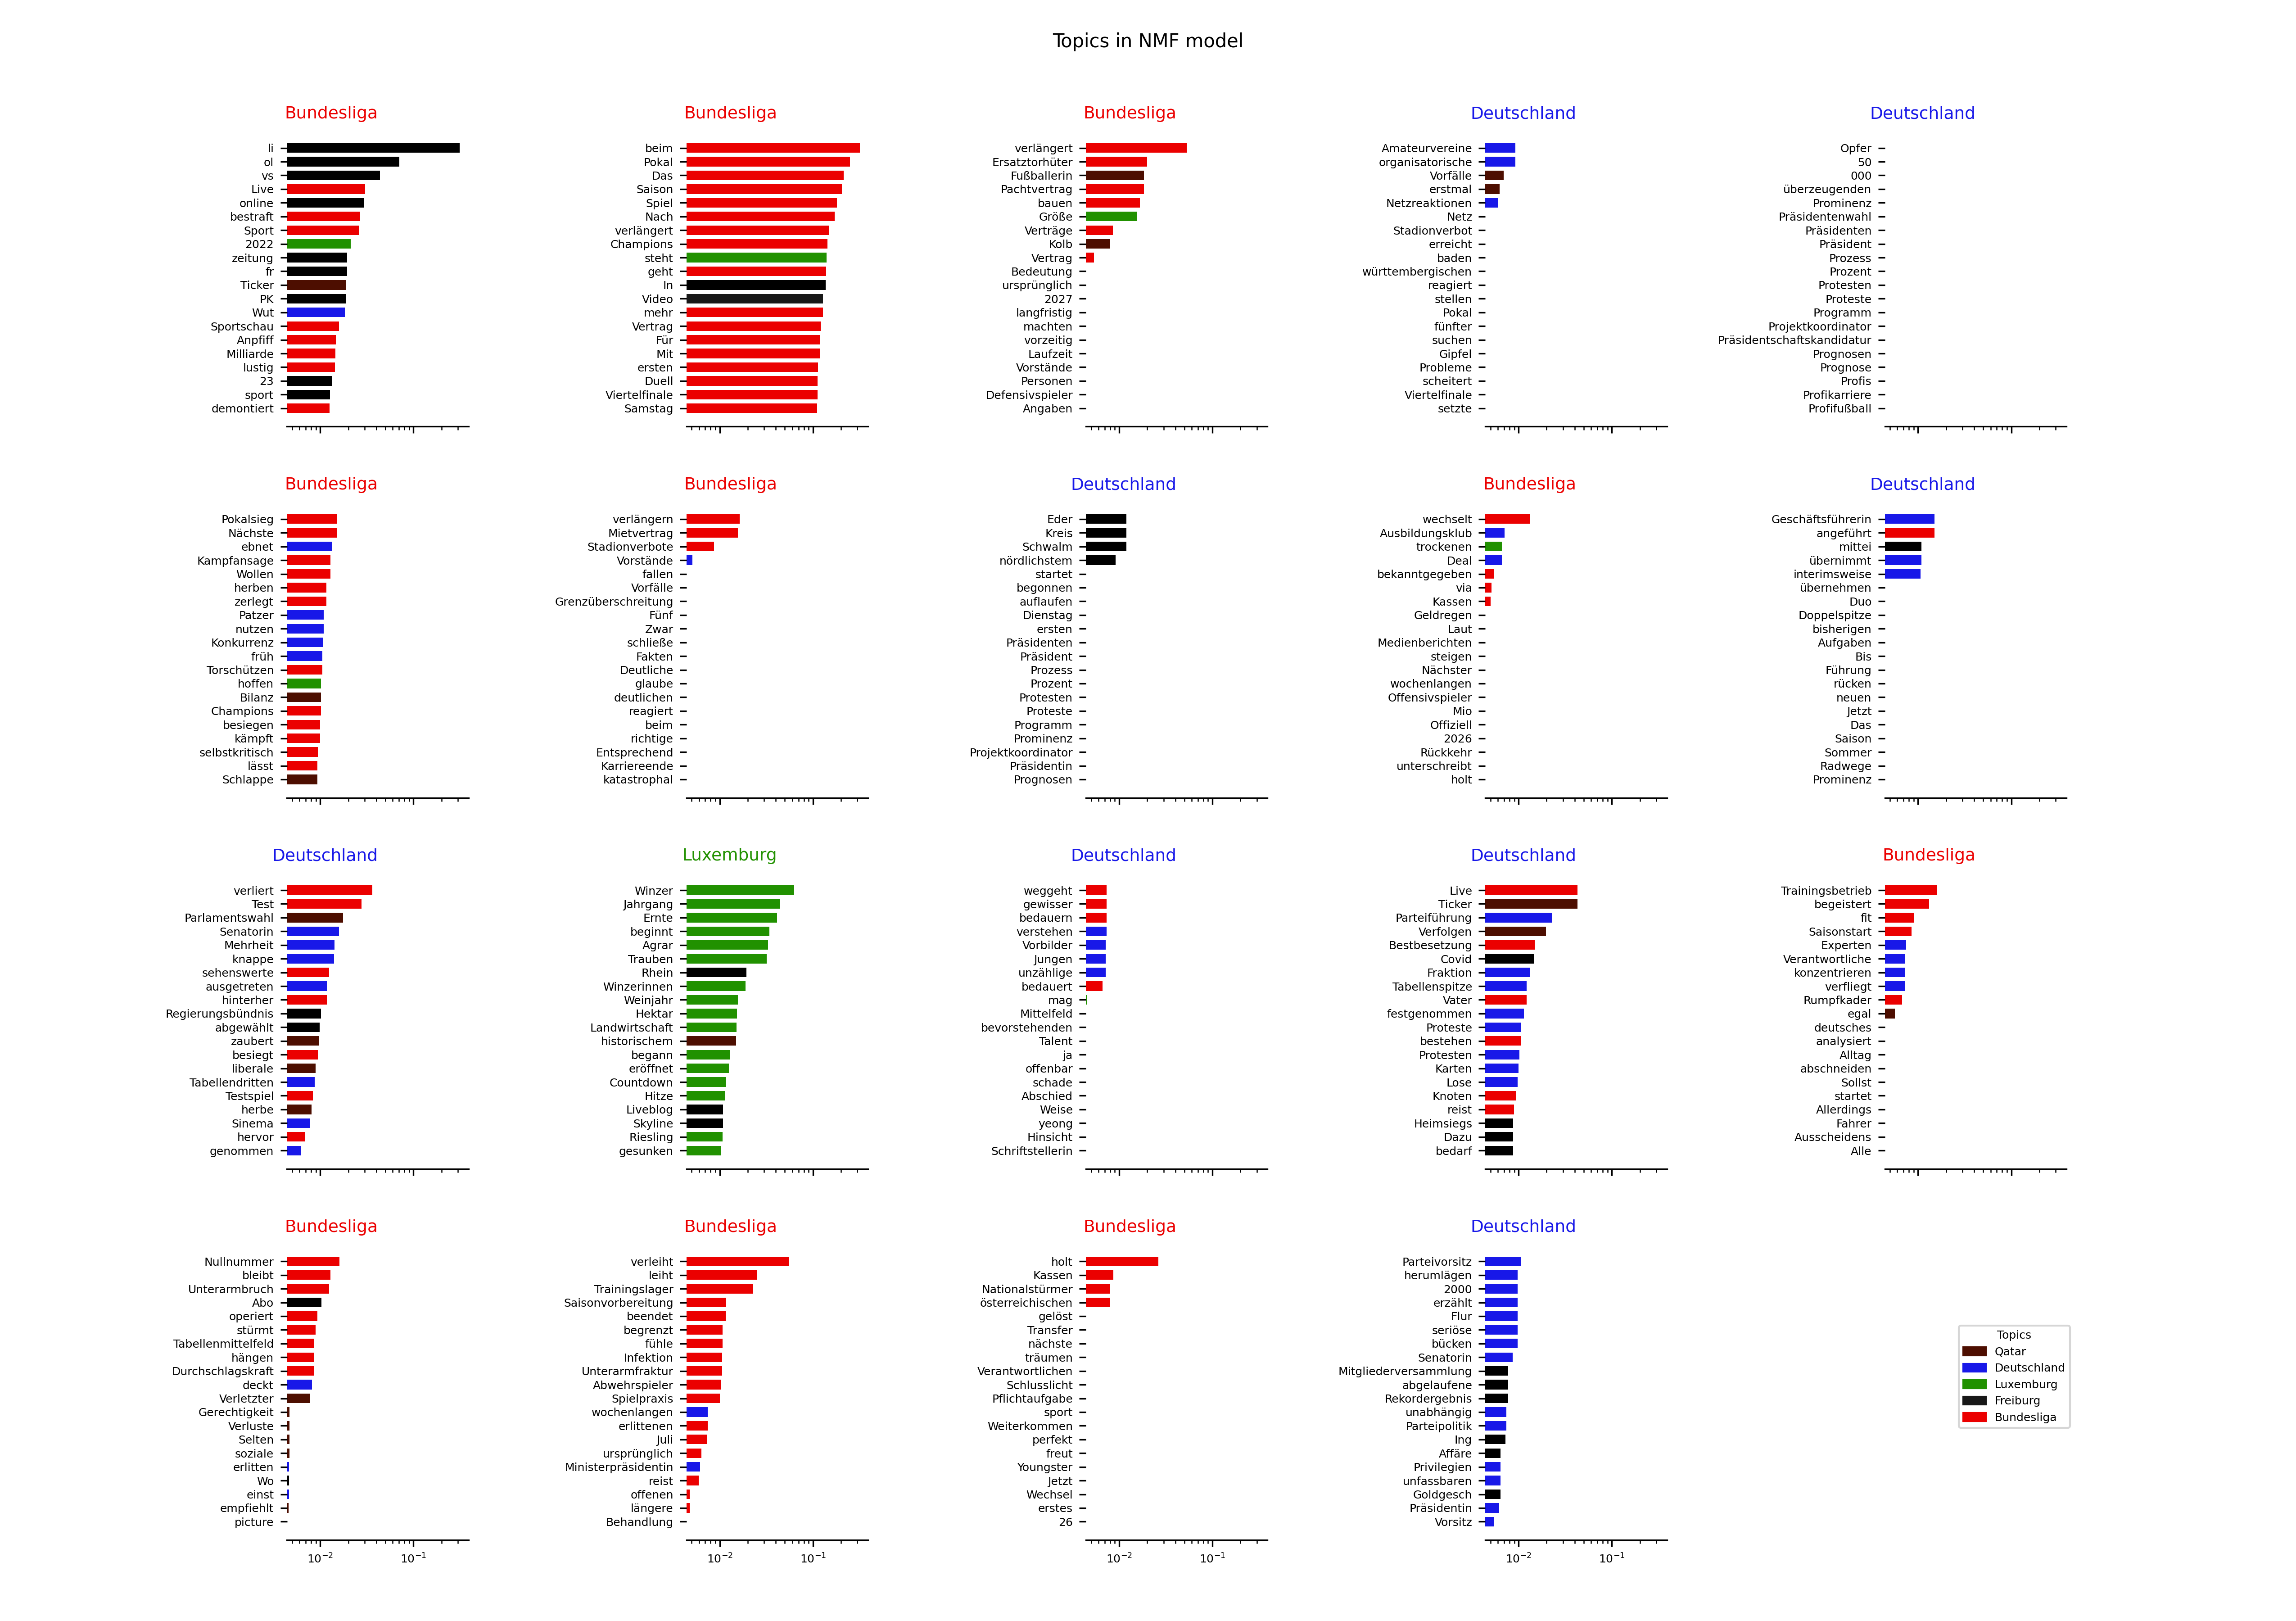 Topics in NMF model
Bundesliga
li
ol
vs
Live
online
bestraft
Sport
2022
zeitung
fr
Ticker
PK
Wut
Sportschau
Anpfiff
Milliarde
lustig
23
sport
demontiert
Bundesliga
beim
Pokal
Das
Saison
Spiel
Nach
verlängert
Champions
steht
geht
In
Video
mehr
Vertrag
Für
Mit
ersten
Duell
Viertelfinale
Samstag
Bundesliga
verlängert
Ersatztorhüter
Fußballerin
Pachtvertrag
bauen
Größe
Verträge
Kolb
Vertrag
Bedeutung
ursprünglich
2027
langfristig
machten
vorzeitig
Laufzeit
Vorstände
Personen
Defensivspieler
Angaben
Deutschland
Amateurvereine
organisatorische
Vorfälle
erstmal
Netzreaktionen
Netz
Stadionverbot
erreicht
baden
württembergischen
reagiert
stellen
Pokal
fünfter
suchen
Gipfel
Probleme
scheitert
Viertelfinale
setzte
Deutschland
Opfer
50
000
überzeugenden
Prominenz
Präsidentenwahl
Präsidenten
Präsident
Prozess
Prozent
Protesten
Proteste
Programm
Projektkoordinator
Präsidentschaftskandidatur
Prognosen
Prognose
Profis
Profikarriere
Profifußball
Bundesliga
Pokalsieg
Nächste
ebnet
Kampfansage
Wollen
herben
zerlegt
Patzer
nutzen
Konkurrenz
früh
Torschützen
hoffen
Bilanz
Champions
besiegen
kämpft
selbstkritisch
lässt
Schlappe
Bundesliga
verlängern
Mietvertrag
Stadionverbote
Vorstände
fallen
Vorfälle
Grenzüberschreitung
Fünf
Zwar
schließe
Fakten
Deutliche
glaube
deutlichen
reagiert
beim
richtige
Entsprechend
Karriereende
katastrophal
Deutschland
Eder
Kreis
Schwalm
nördlichstem
startet
begonnen
auflaufen
Dienstag
ersten
Präsidenten
Präsident
Prozess
Prozent
Protesten
Proteste
Programm
Prominenz
Projektkoordinator
Präsidentin
Prognosen
Bundesliga
wechselt
Ausbildungsklub
trockenen
Deal
bekanntgegeben
via
Kassen
Geldregen
Laut
Medienberichten
steigen
Nächster
wochenlangen
Offensivspieler
Mio
Offiziell
2026
Rückkehr
unterschreibt
holt
Deutschland
Geschäftsführerin
angeführt
mittei
übernimmt
interimsweise
übernehmen
Duo
Doppelspitze
bisherigen
Aufgaben
Bis
Führung
rücken
neuen
Jetzt
Das
Saison
Sommer
Radwege
Prominenz
Deutschland
verliert
Test
Parlamentswahl
Senatorin
Mehrheit
knappe
sehenswerte
ausgetreten
hinterher
Regierungsbündnis
abgewählt
zaubert
besiegt
liberale
Tabellendritten
Testspiel
herbe
Sinema
hervor
genommen
Luxemburg
Winzer
Jahrgang
Ernte
beginnt
Agrar
Trauben
Rhein
Winzerinnen
Weinjahr
Hektar
Landwirtschaft
historischem
begann
eröffnet
Countdown
Hitze
Liveblog
Skyline
Riesling
gesunken
Deutschland
weggeht
gewisser
bedauern
verstehen
Vorbilder
Jungen
unzählige
bedauert
mag
Mittelfeld
bevorstehenden
Talent
ja
offenbar
schade
Abschied
Weise
yeong
Hinsicht
Schriftstellerin
Deutschland
Live
Ticker
Parteiführung
Verfolgen
Bestbesetzung
Covid
Fraktion
Tabellenspitze
Vater
festgenommen
Proteste
bestehen
Protesten
Karten
Lose
Knoten
reist
Heimsiegs
Dazu
bedarf
Bundesliga
Trainingsbetrieb
begeistert
fit
Saisonstart
Experten
Verantwortliche
konzentrieren
verfliegt
Rumpfkader
egal
deutsches
analysiert
Alltag
abschneiden
Sollst
startet
Allerdings
Fahrer
Ausscheidens
Alle
Bundesliga
Nullnummer
bleibt
Unterarmbruch
Abo
operiert
stürmt
Tabellenmittelfeld
hängen
Durchschlagskraft
deckt
Verletzter
Gerechtigkeit
Verluste
Selten
soziale
erlitten
Wo
einst
empfiehlt
picture
10⁻² 10⁻¹
Bundesliga
verleiht
leiht
Trainingslager
Saisonvorbereitung
beendet
begrenzt
fühle
Infektion
Unterarmfraktur
Abwehrspieler
Spielpraxis
wochenlangen
erlittenen
Juli
ursprünglich
Ministerpräsidentin
reist
offenen
längere
Behandlung
10⁻² 10⁻¹
Bundesliga
holt
Kassen
Nationalstürmer
österreichischen
gelöst
Transfer
nächste
träumen
Verantwortlichen
Schlusslicht
Pflichtaufgabe
sport
Weiterkommen
perfekt
freut
Youngster
Jetzt
Wechsel
erstes
26
10⁻² 10⁻¹
Deutschland
Parteivorsitz
herumlägen
2000
erzählt
Flur
seriöse
bücken
Senatorin
Mitgliederversammlung
abgelaufene
Rekordergebnis
unabhängig
Parteipolitik
Ing
Affäre
Privilegien
unfassbaren
Goldgesch
Präsidentin
Vorsitz
10⁻² 10⁻¹
Topics
Qatar
Deutschland
Luxemburg
Freiburg
Bundesliga